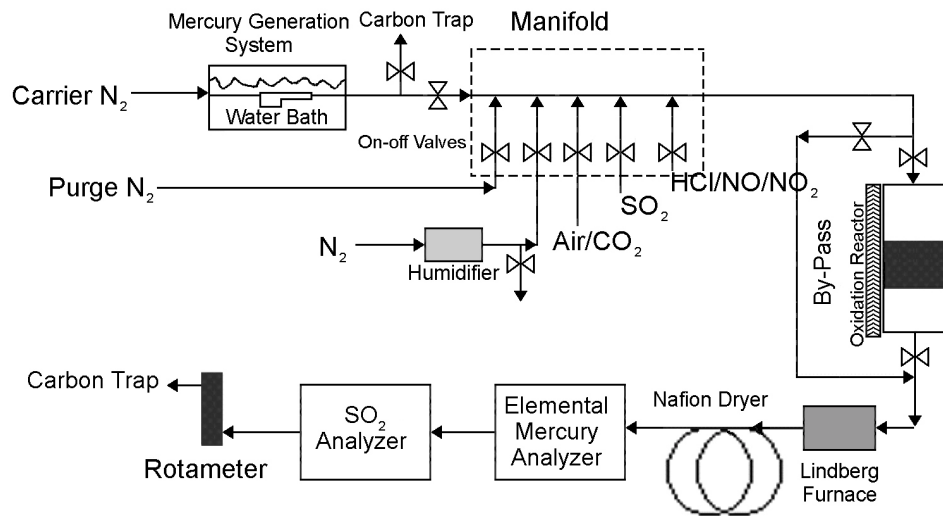 Mercury Generation
System
Carbon Trap
Manifold
Carrier N₂
Water Bath
On-off Valves
Purge N₂
HCl/NO/NO₂
SO₂
Air/CO₂
N₂
Humidifier
By-Pass
Oxidation Reactor
Carbon Trap
Rotameter
SO₂
Analyzer
Elemental
Mercury
Analyzer
Nafion Dryer
Lindberg
Furnace